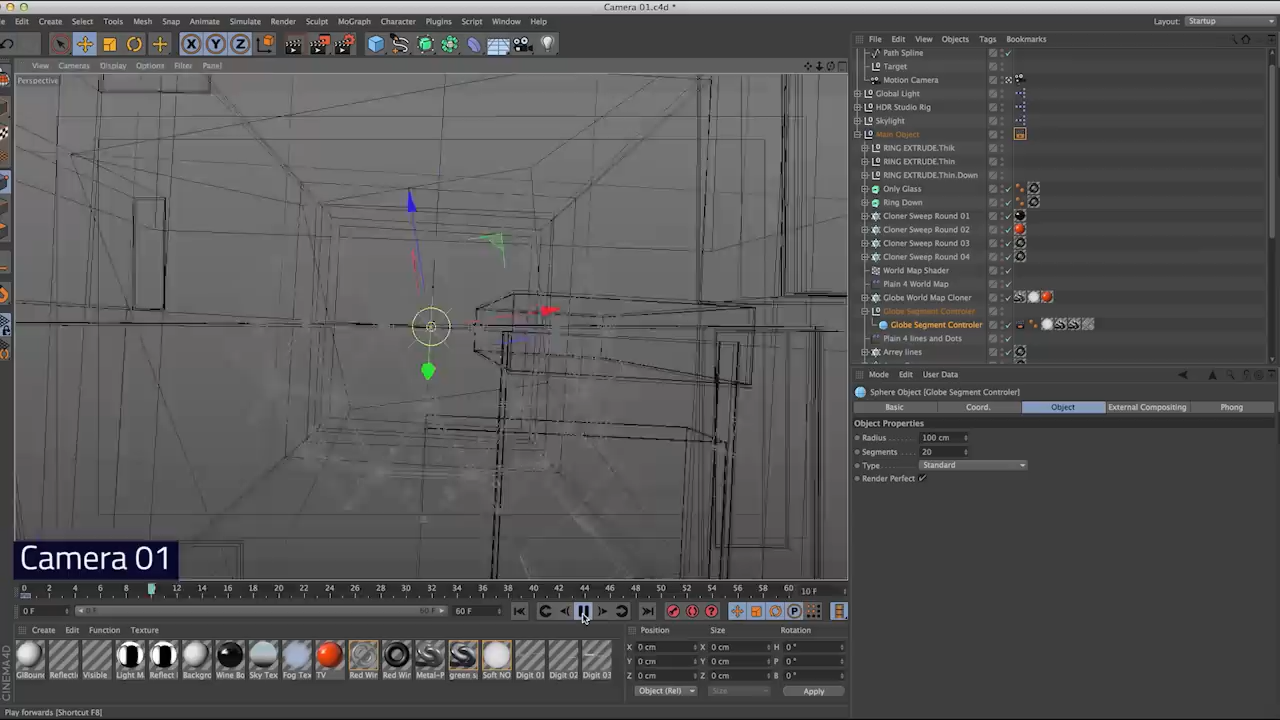 Camera 01.c4d *
Edit Create Select Tools Mesh Snap Animate Simulate Render Sculpt MoGraph Character Plugins Script Window Help
Layout: Startup
X Y Z
File Edit View Objects Tags Bookmarks
View Cameras Display Options Filter Panel
Perspective
Path Spline
Target
Motion Camera
Global Light
HDR Studio Rig
Skylight
Main Object
RING EXTRUDE.Thik
RING EXTRUDE.Thin
RING EXTRUDE.Thin.Down
Only Glass
Ring Down
Cloner Sweep Round 01
Cloner Sweep Round 02
Cloner Sweep Round 03
Cloner Sweep Round 04
World Map Shader
Plain 4 World Map
Globe World Map Cloner
Globe Segment Controler
Globe Segment Controler
Plain 4 lines and Dots
Arrey lines
Mode Edit User Data
Sphere Object [Globe Segment Controler]
Basic Coord. Object External Compositing Phong
Object Properties
Radius 100 cm
Segments 20
Type Standard
Render Perfect
Camera 01
0 2 4 6 8 12 14 16 18 20 22 24 26 28 30 32 34 36 38 40 42 44 46 48 50 52 54 56 58 60 10 F
0 F 0 F 60 F 60 F
Create Edit Function Texture
GlBoun Reflecti Visible Light M Reflect Backgro Wine Bo Sky Tex Fog Tex TV Red Wir Red Wir Metal-P green s Soft NO Digit 01 Digit 02 Digit 03
Position Size Rotation
X 0 cm X 0 cm H 0 °
Y 0 cm Y 0 cm P 0 °
Z 0 cm Z 0 cm B 0 °
Object (Rel) Size Apply
CINEMA4D
Play forwards [Shortcut F8]